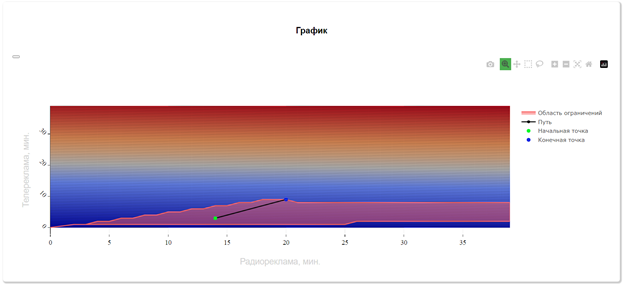 График
Область ограничений
Путь
Начальная точка
Конечная точка
Телереклама, мин.
30
20
10
0
0 5 10 15 20 25 30 35
Радиореклама, мин.